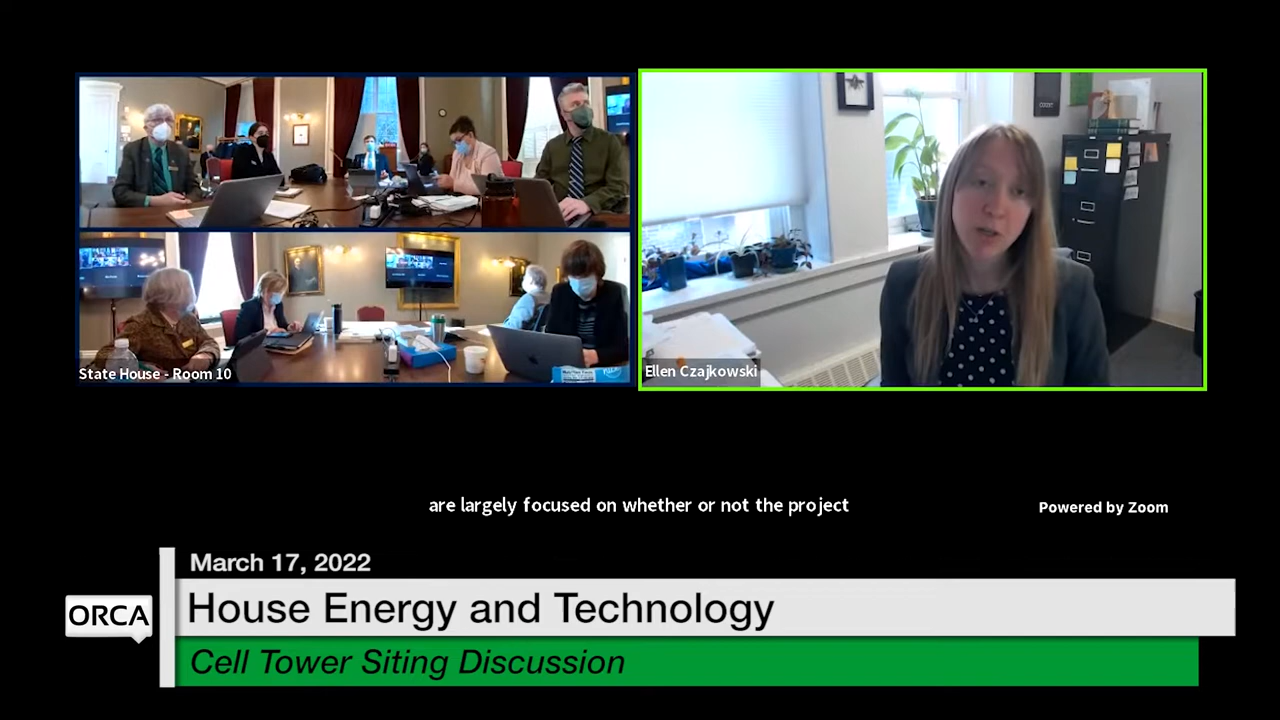 State House - Room 10
Ellen Czajkowski
are largely focused on whether or not the project
Powered by Zoom
March 17, 2022
ORCA
House Energy and Technology
Cell Tower Siting Discussion